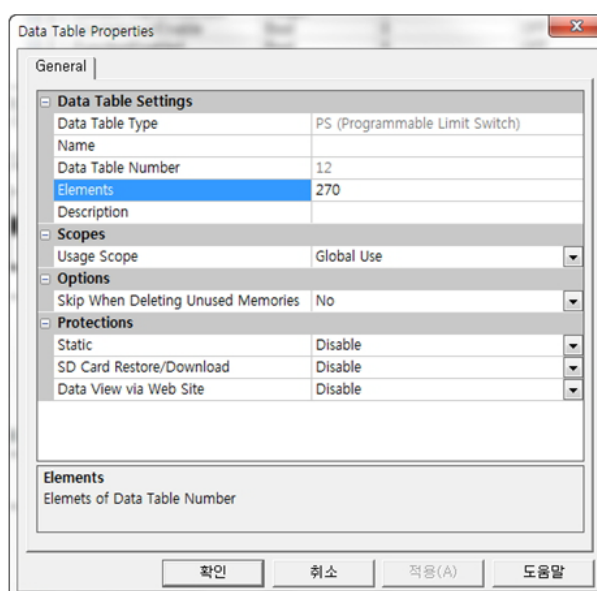 Data Table Properties
General
Data Table Settings
Data Table Type PS (Programmable Limit Switch)
Name
Data Table Number 12
Elements 270
Description
Scopes
Usage Scope Global Use
Options
Skip When Deleting Unused Memories No
Protections
Static Disable
SD Card Restore/Download Disable
Data View via Web Site Disable
Elements
Elemets of Data Table Number
확인 취소 적용(A) 도움말